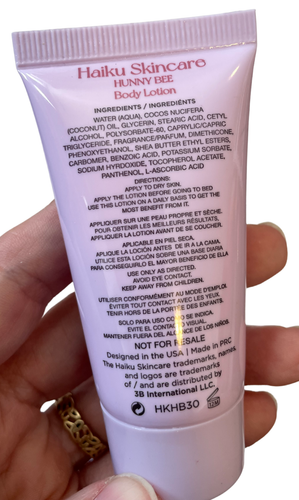 Haiku Skincare
HUNNY BEE
Body Lotion
INGREDIENTS / INGREDIÉNTS
WATER (AQUA), COCOS NUCIFERA
(COCONUT) OIL, GLYCERIN, STEARIC ACID, CETYL
ALCOHOL, POLYSORBATE-60, CAPRYLIC/CAPRIC
TRIGLYCERIDE, FRAGRANCE/PARFUM, DIMETHICONE,
PHENOXYETHANOL, SHEA BUTTER ETHYL ESTERS,
CARBOMER, BENZOIC ACID, POTASSIUM SORBATE,
SODIUM HYDROXIDE, TOCOPHEROL ACETATE,
PANTHENOL, L-ASCORBIC ACID
DIRECTIONS:
APPLY TO DRY SKIN.
APPLY THE LOTION BEFORE GOING TO BED
USE THIS LOTION ON A DAILY BASIS TO GET THE
MOST BENEFIT FROM IT.
APPLIQUER SUR UNE PEAU PROPRE ET SÈCHE.
POUR OBTENIR LES MEILLEURS RÉSULTATS,
APPLIQUER LA LOTION AVANT DE SE COUCHER.
APLICABLE EN PIEL SECA.
APLIQUE LA LOCIÓN ANTES DE IR A LA CAMA.
UTILICE ESTA LOCIÓN SOBRE UNA BASE DIARIA
PARA CONSEGUIRLO EL MAYOR BENEFICIO DE ELLA
USE ONLY AS DIRECTED.
AVOID EYE CONTACT.
KEEP AWAY FROM CHILDREN.
UTILISER CONFORMÉMENT AU MODE D'EMPLOI.
ÉVITER TOUT CONTACT AVEC LES YEUX.
TENIR HORS DE LA PORTÉE DES ENFANTS.
SOLO PARA USO COMO SE INDICA.
EVITE EL CONTACTO VISUAL.
MANTENER FUERA DEL ALCANCE DE LOS NIÑOS.
NOT FOR RESALE
Designed in the USA | Made in PRC
The Haiku Skincare trademarks, names,
and logos are trademarks
of / and are distributed by
3B International LLC.
HKHB30